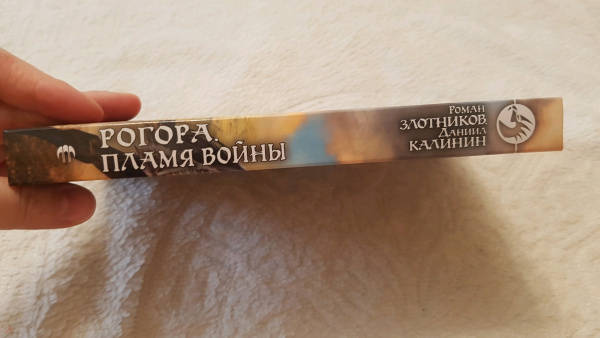 РОГОРА.
ПЛАМЯ ВОЙНЫ
Роман
ЗЛОТНИКОВ,
Даниил
КАЛИНИН